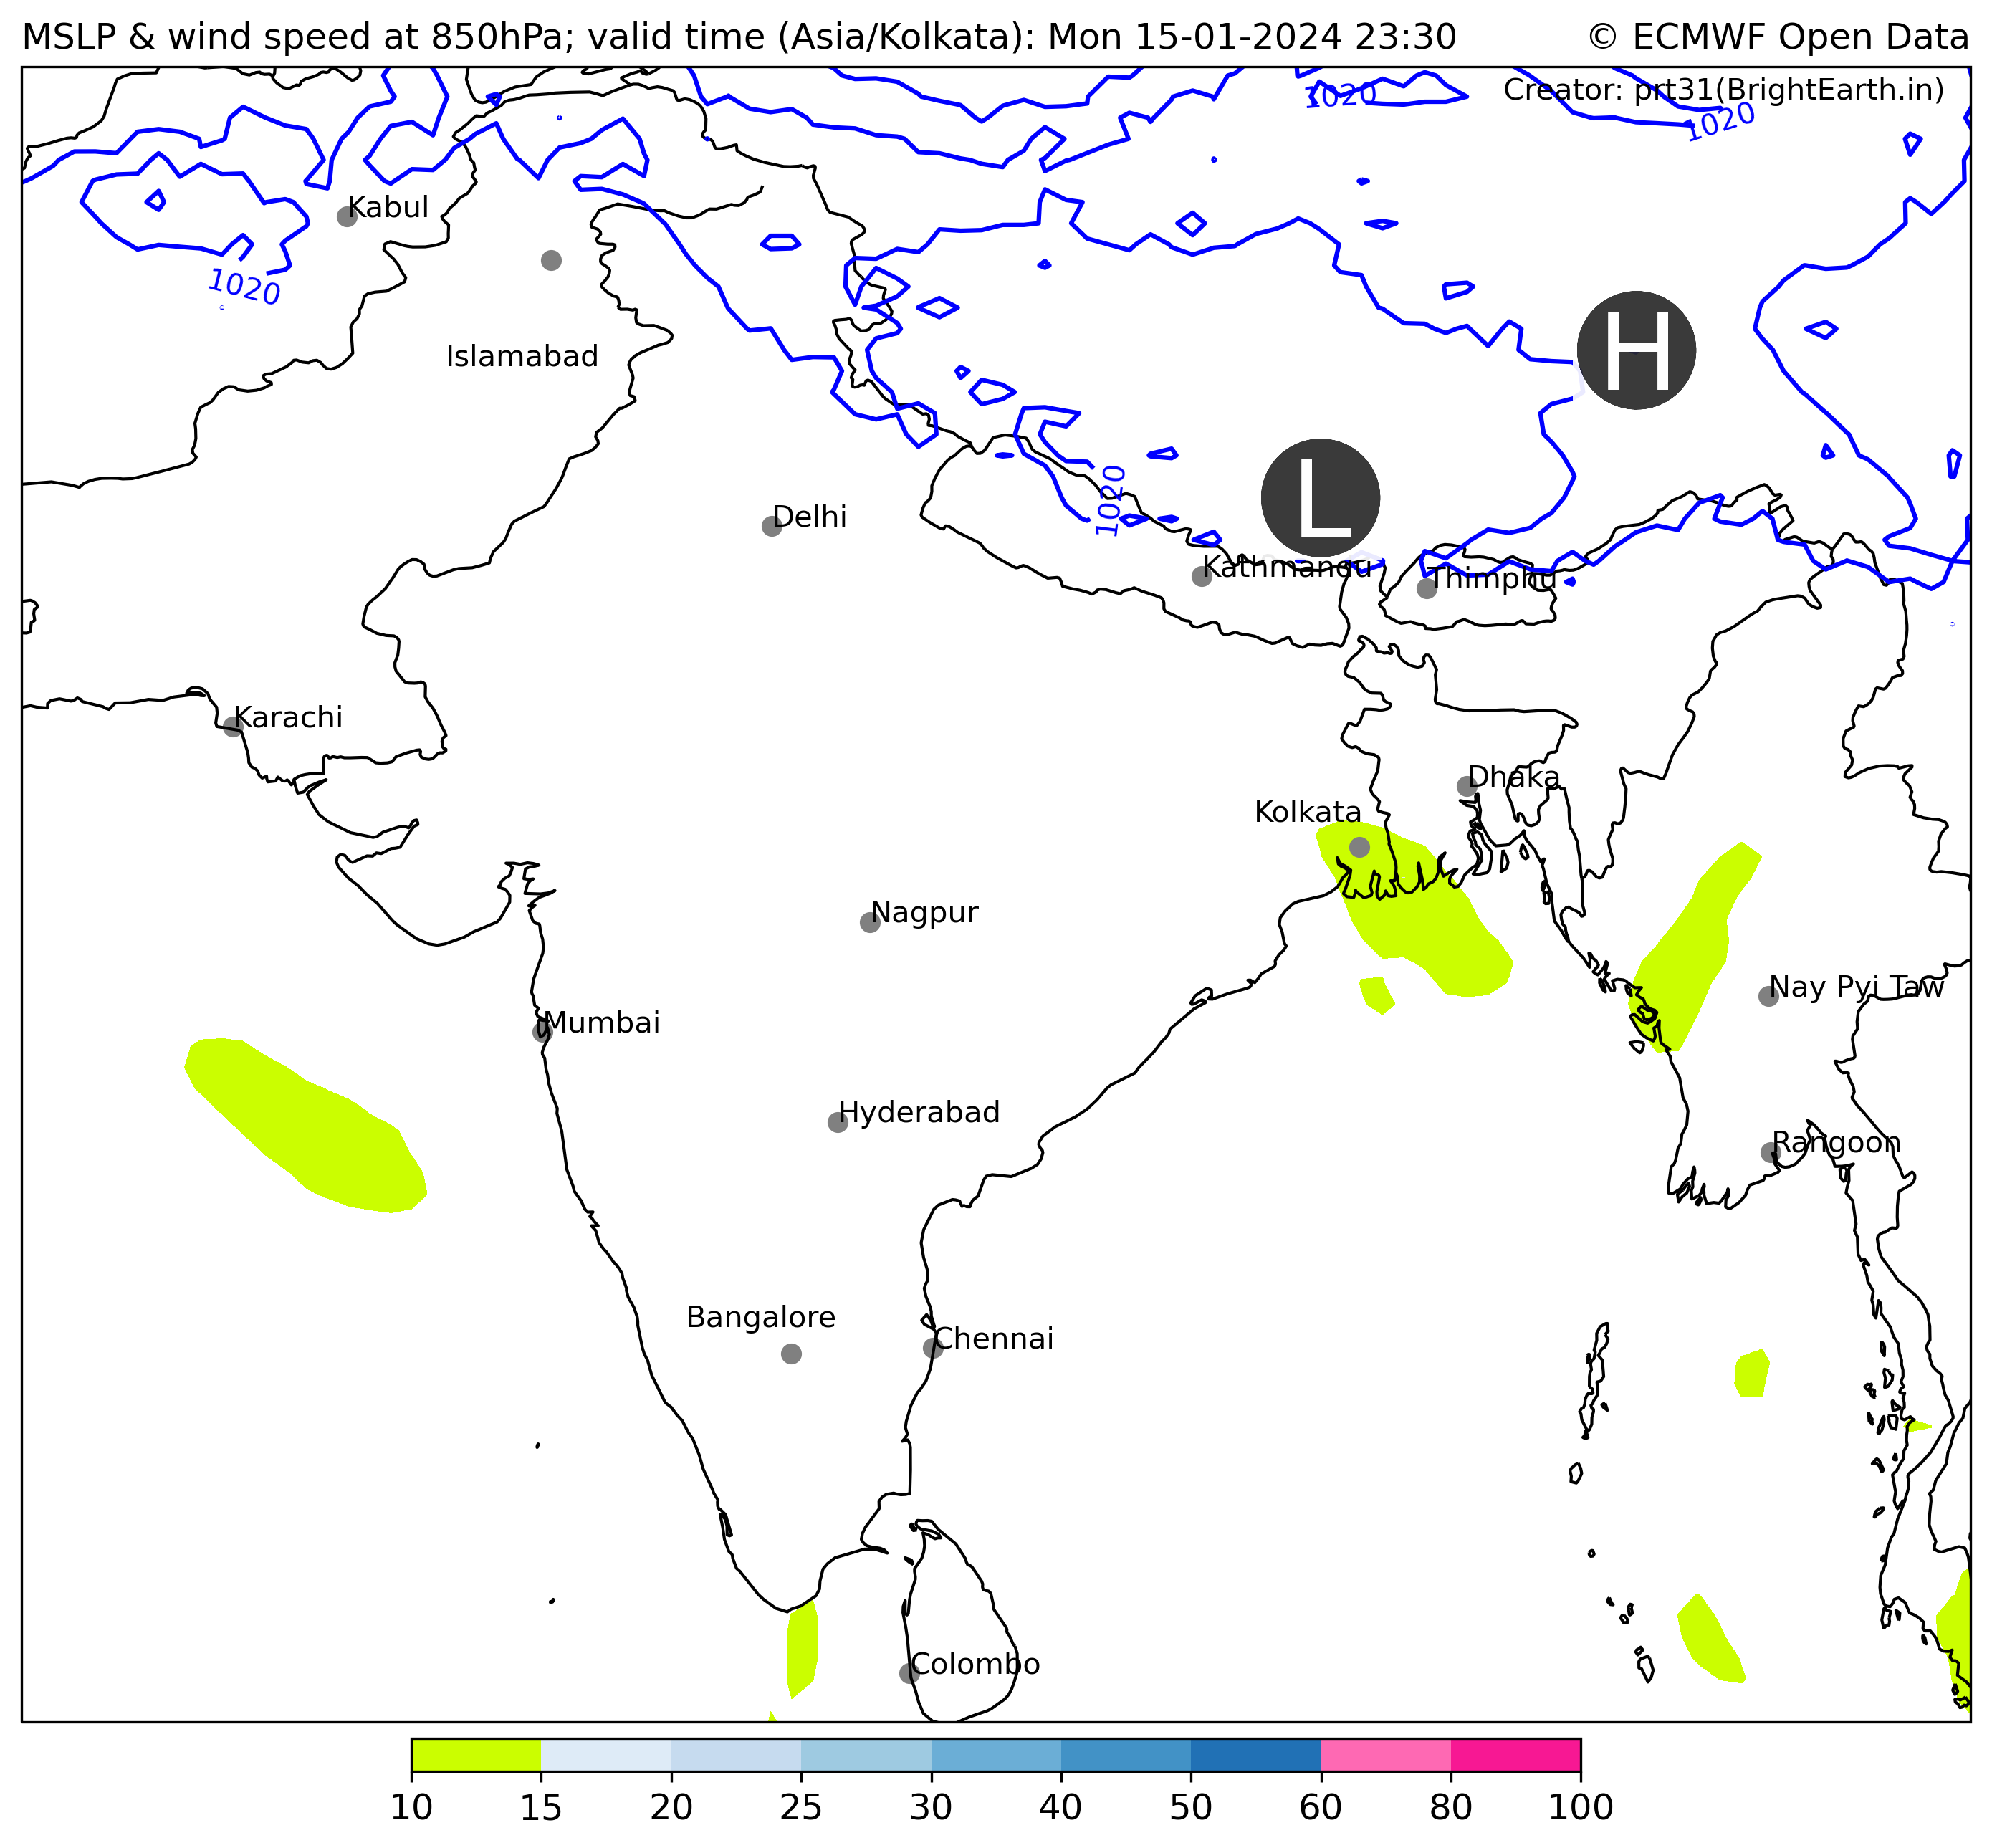 MSLP & wind speed at 850hPa; valid time (Asia/Kolkata): Mon 15-01-2024 23:30 © ECMWF Open Data
Creator: prt31(BrightEarth.in)
1020
1020
Kabul
1020
H
Islamabad
L
1020
Delhi
Kathmandu
Thimphu
Karachi
Dhaka
Kolkata
Nagpur
Nay Pyi Taw
Mumbai
Hyderabad
Rangoon
Bangalore
Chennai
Colombo
10 15 20 25 30 40 50 60 80 100